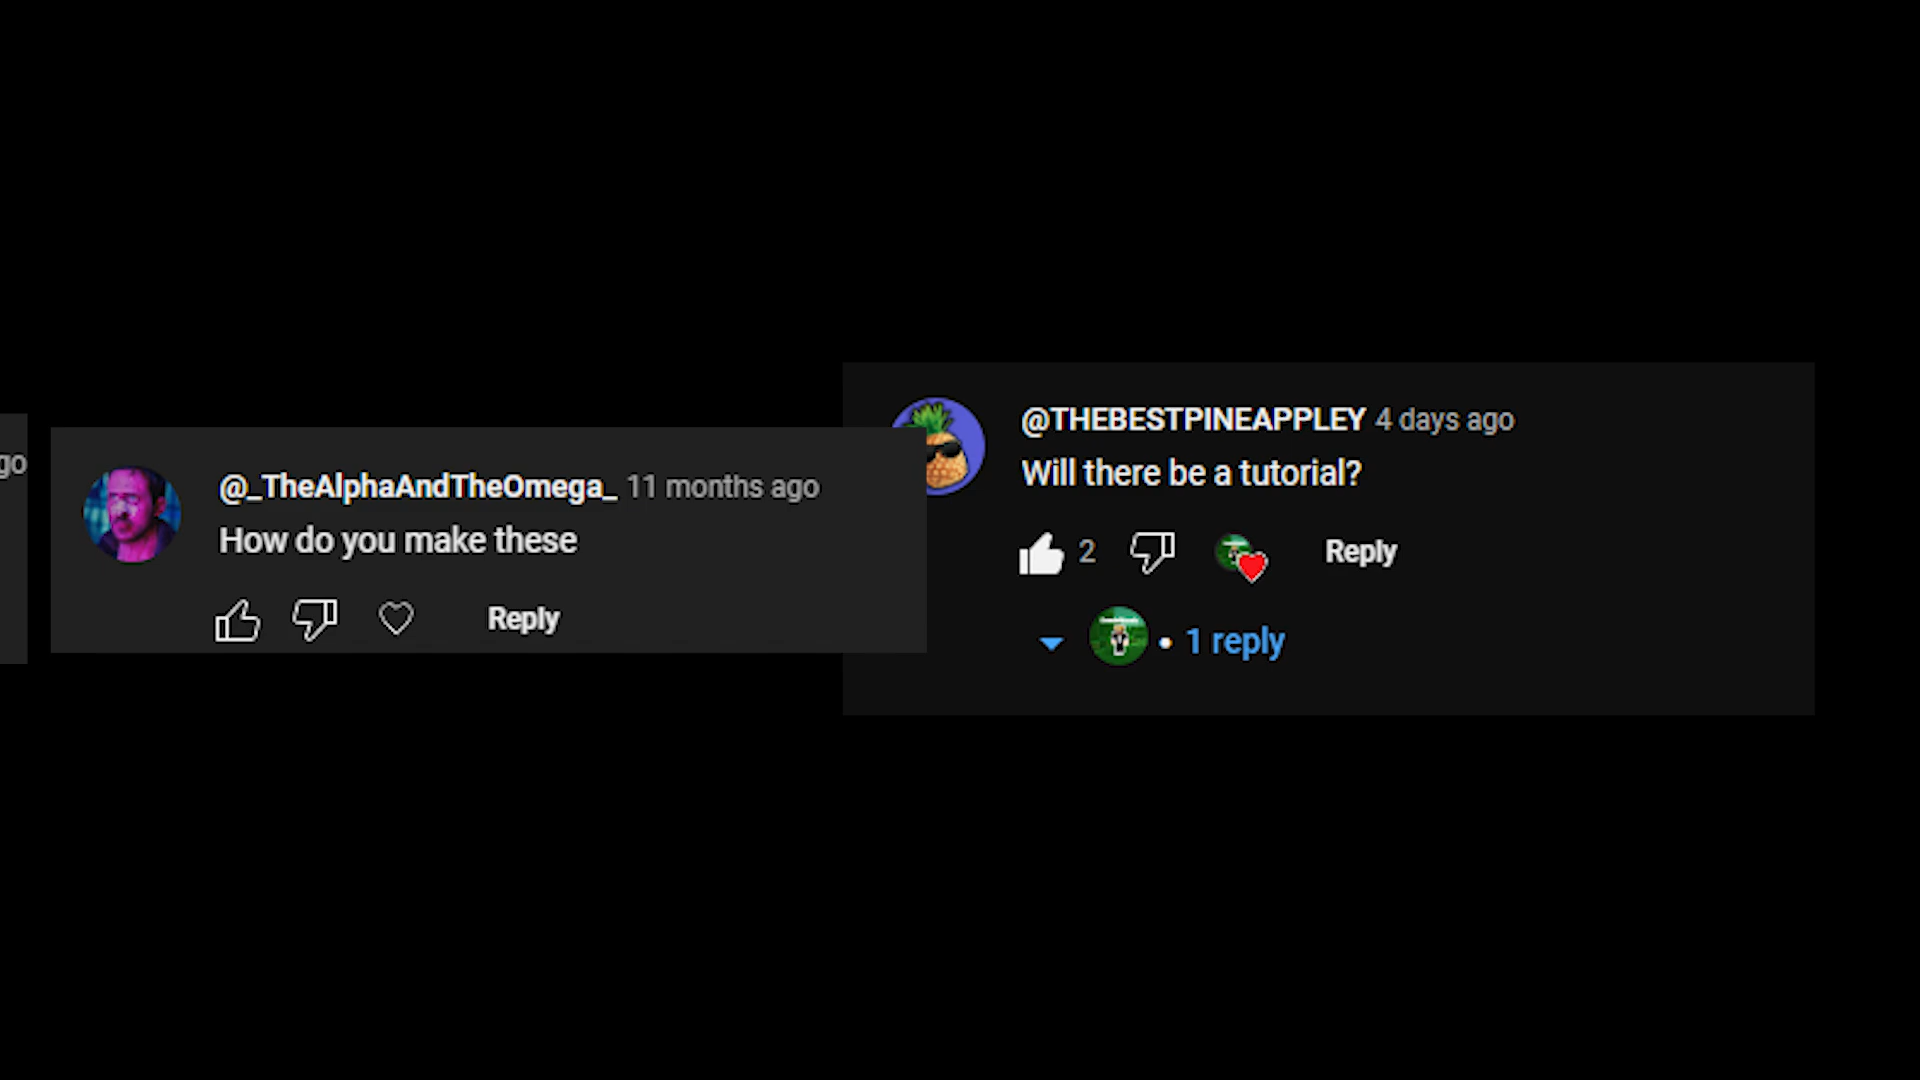 go
@_TheAlphaAndTheOmega_ 11 months ago
How do you make these
Reply
@THEBESTPINEAPPLEY 4 days ago
Will there be a tutorial?
2
Reply
1 reply